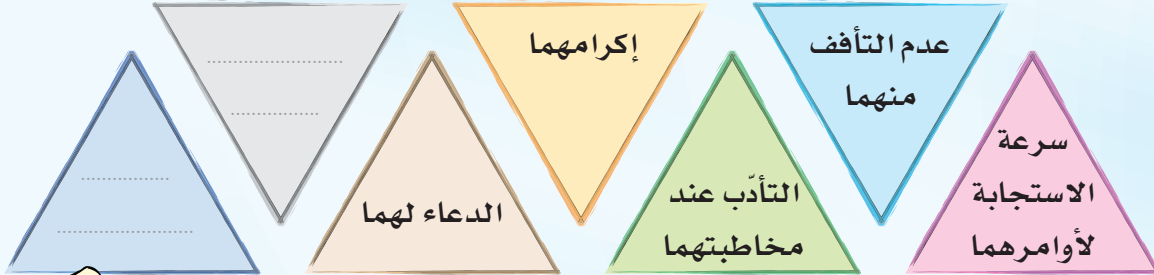 سرعة
الاستجابة
لأوامرهما
عدم التأفف
منهما
التأدّب عند
مخاطبتهما
إكرامهما
الدعاء لهما